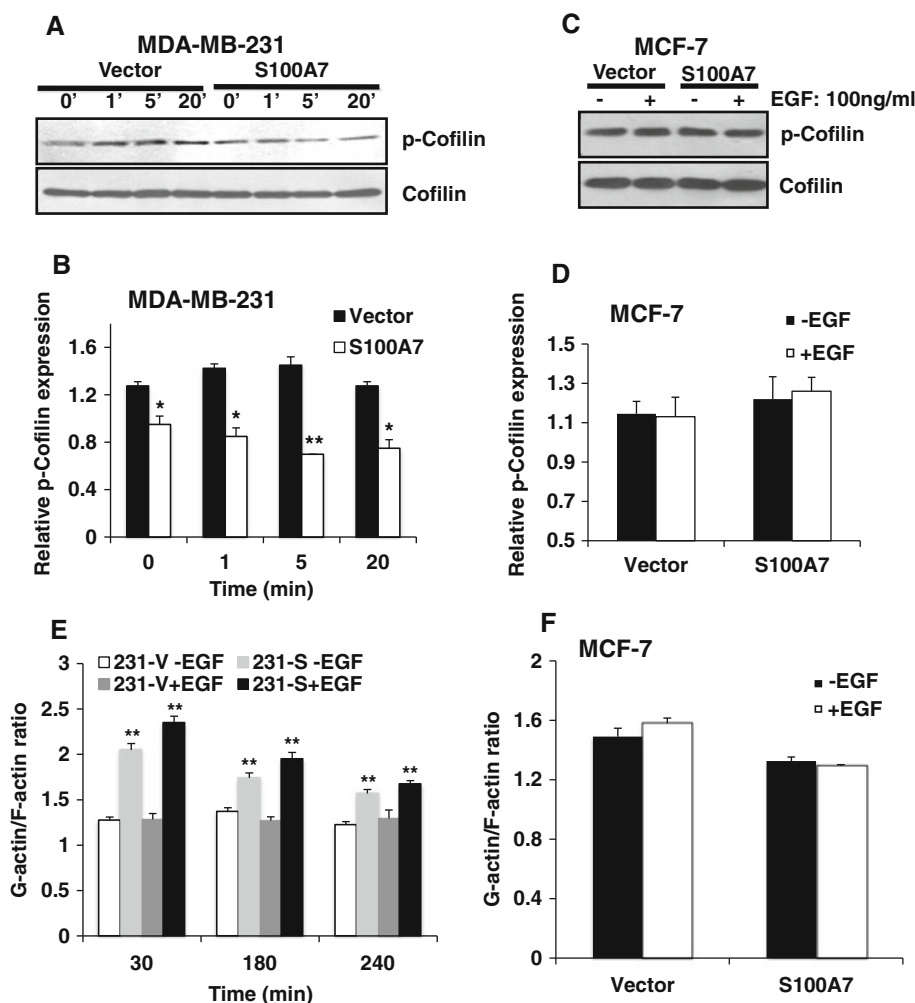 A
MDA-MB-231
Vector S100A7
0’ 1’ 5’ 20’ 0’ 1’ 5’ 20’
p-Cofilin
Cofilin
C
MCF-7
Vector S100A7
- + - + EGF: 100ng/ml
p-Cofilin
Cofilin
B
MDA-MB-231
Vector
S100A7
Relative p-Cofilin expression
1.6
1.2
0.8
0.4
0
* * ** *
0 1 5 20
Time (min)
D
MCF-7
-EGF
+EGF
Relative p-Cofilin expression
1.5
1.3
1.1
0.9
0.7
0.5
Vector S100A7
E
231-V -EGF 231-S -EGF
231-V+EGF 231-S+EGF
G-actin/F-actin ratio
3
2.5
2
1.5
1
0.5
0
** ** ** ** ** **
30 180 240
Time (min)
F
MCF-7
-EGF
+EGF
G-actin/F-actin ratio
2
1.6
1.2
0.8
0.4
0
Vector S100A7